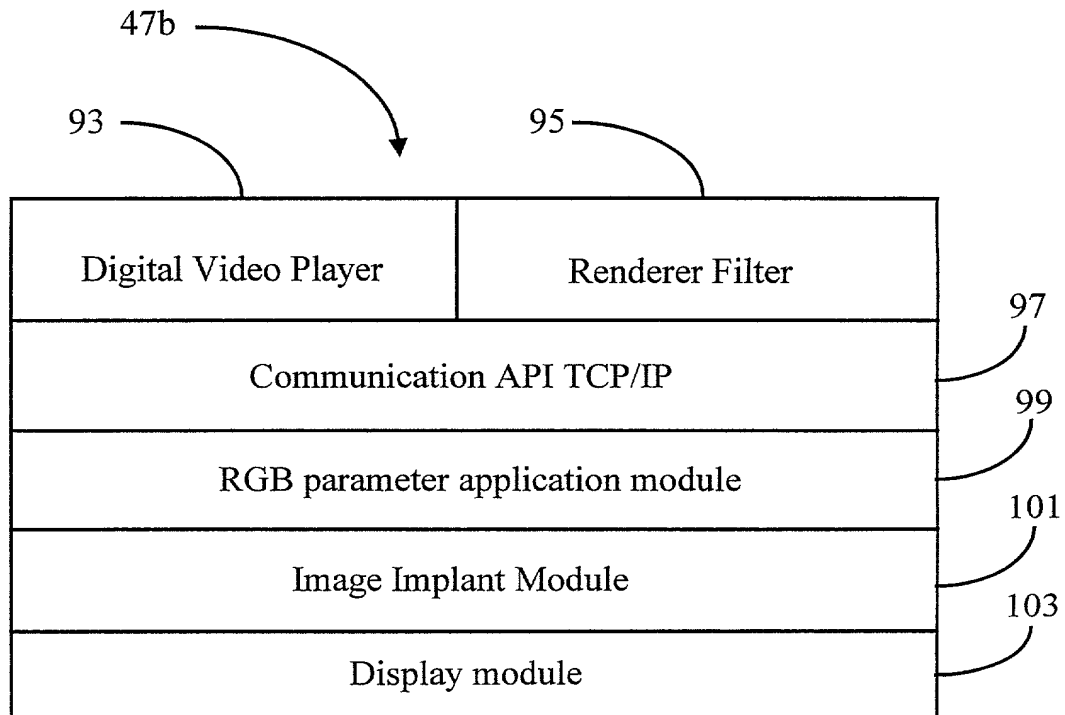 47b
93
95
Digital Video Player
Renderer Filter
97
Communication API TCP/IP
99
RGB parameter application module
101
Image Implant Module
103
Display module